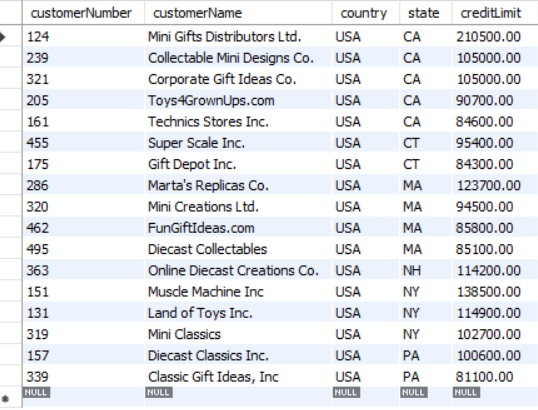 customerNumber customerName country state creditLimit
124 Mini Gifts Distributors Ltd. USA CA 210500.00
239 Collectable Mini Designs Co. USA CA 105000.00
321 Corporate Gift Ideas Co. USA CA 105000.00
205 Toys4GrownUps.com USA CA 90700.00
161 Technics Stores Inc. USA CA 84600.00
455 Super Scale Inc. USA CT 95400.00
175 Gift Depot Inc. USA CT 84300.00
286 Marta's Replicas Co. USA MA 123700.00
320 Mini Creations Ltd. USA MA 94500.00
462 FunGiftIdeas.com USA MA 85800.00
495 Diecast Collectables USA MA 85100.00
363 Online Diecast Creations Co. USA NH 114200.00
151 Muscle Machine Inc USA NY 138500.00
131 Land of Toys Inc. USA NY 114900.00
319 Mini Classics USA NY 102700.00
157 Diecast Classics Inc. USA PA 100600.00
339 Classic Gift Ideas, Inc USA PA 81100.00
NULL NULL NULL NULL NULL